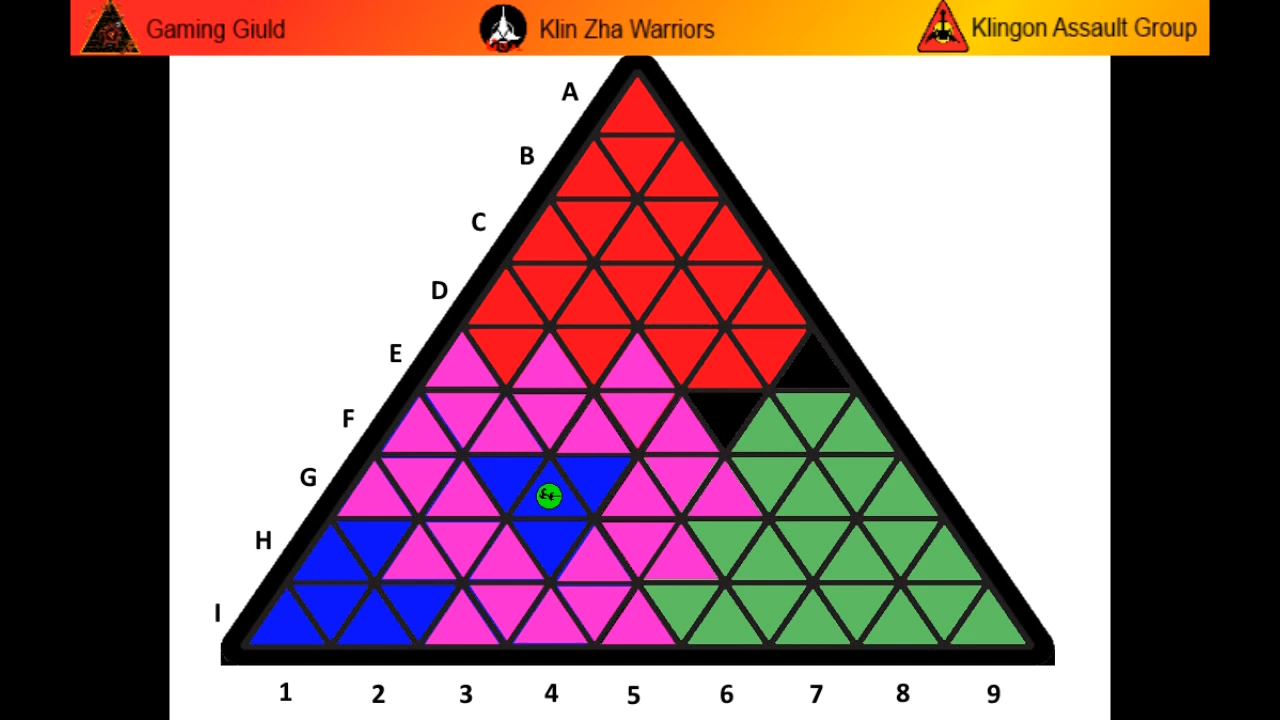 Gaming Giuld
Klin Zha Warriors
Klingon Assault Group
A
B
C
D
E
F
G
H
I
1 2 3 4 5 6 7 8 9